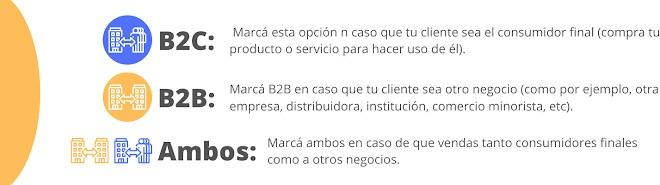 B2C:
Marcá esta opción n caso que tu cliente sea el consumidor final (compra tu
producto o servicio para hacer uso de él).
B2B:
Marcá B2B en caso que tu cliente sea otro negocio (como por ejemplo, otra
empresa, distribuidora, institución, comercio minorista, etc).
Ambos:
Marcá ambos en caso de que vendas tanto consumidores finales
como a otros negocios.